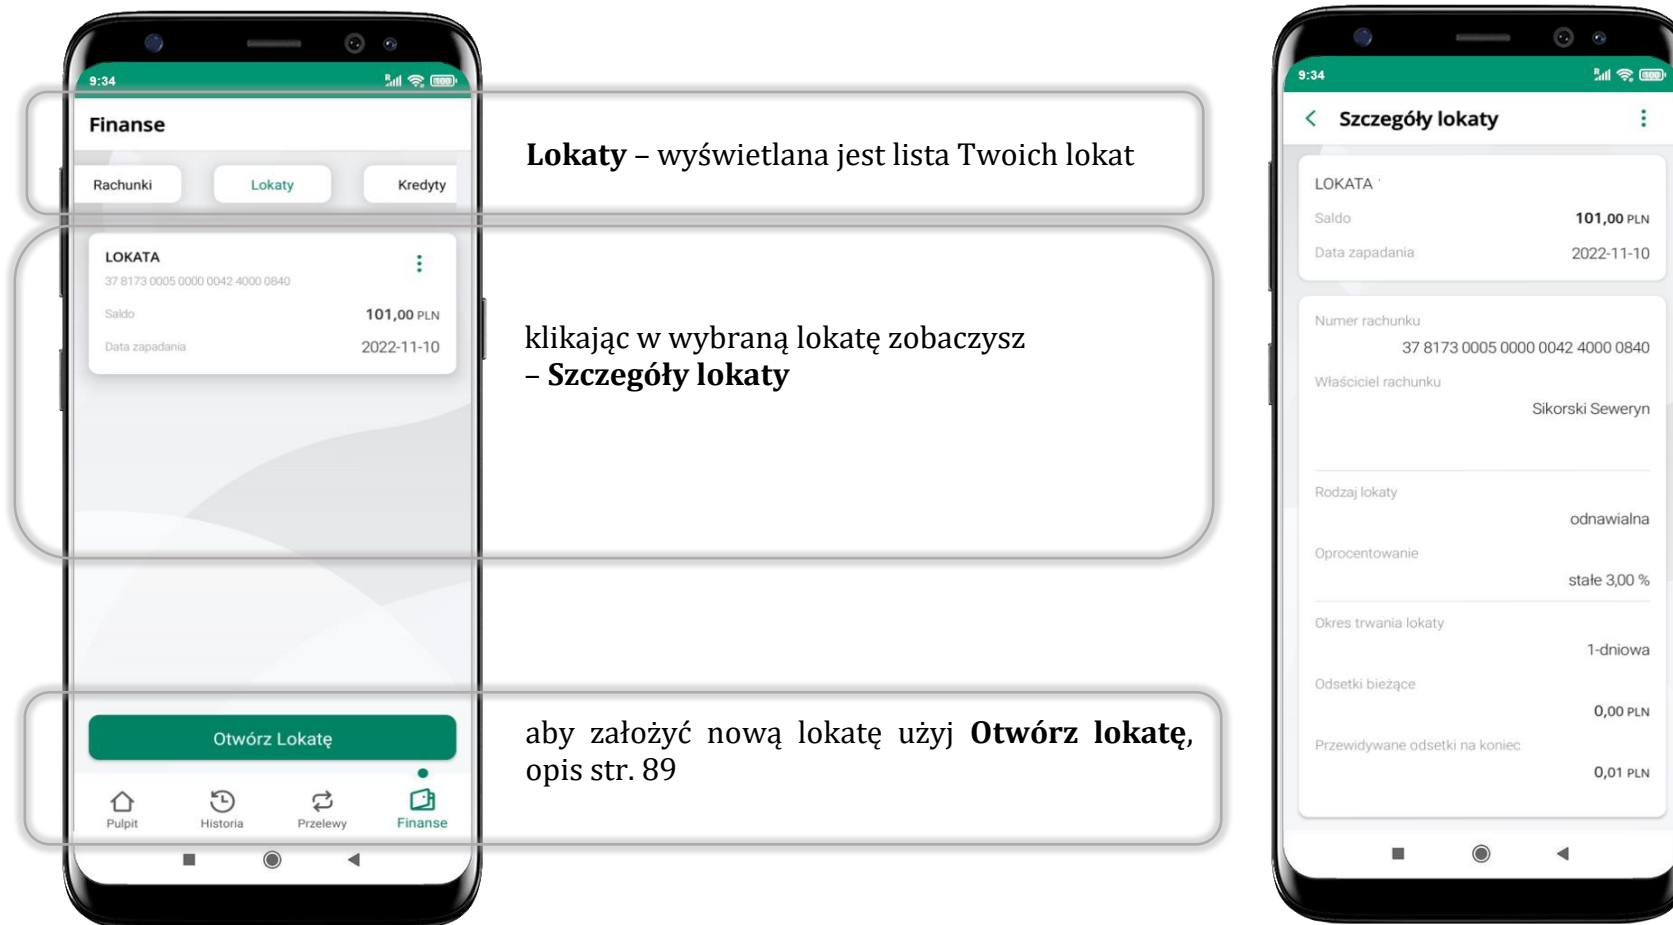 9:34
Finanse
Rachunki Lokaty Kredyty
LOKATA
37 8173 0005 0000 0042 4000 0840
Saldo 101,00 PLN
Data zapadania 2022-11-10
Otwórz Lokatę
Pulpit Historia Przelewy Finanse
Lokaty – wyświetlana jest lista Twoich lokat
klikając w wybraną lokatę zobaczysz
– Szczegóły lokaty
aby założyć nową lokatę użyj Otwórz lokatę,
opis str. 89
9:34
Szczegóły lokaty
LOKATA
Saldo 101,00 PLN
Data zapadania 2022-11-10
Numer rachunku
37 8173 0005 0000 0042 4000 0840
Właściciel rachunku
Sikorski Seweryn
Rodzaj lokaty
odnawialna
Oprocentowanie
stałe 3,00 %
Okres trwania lokaty
1-dniowa
Odsetki bieżące
0,00 PLN
Przewidywane odsetki na koniec
0,01 PLN